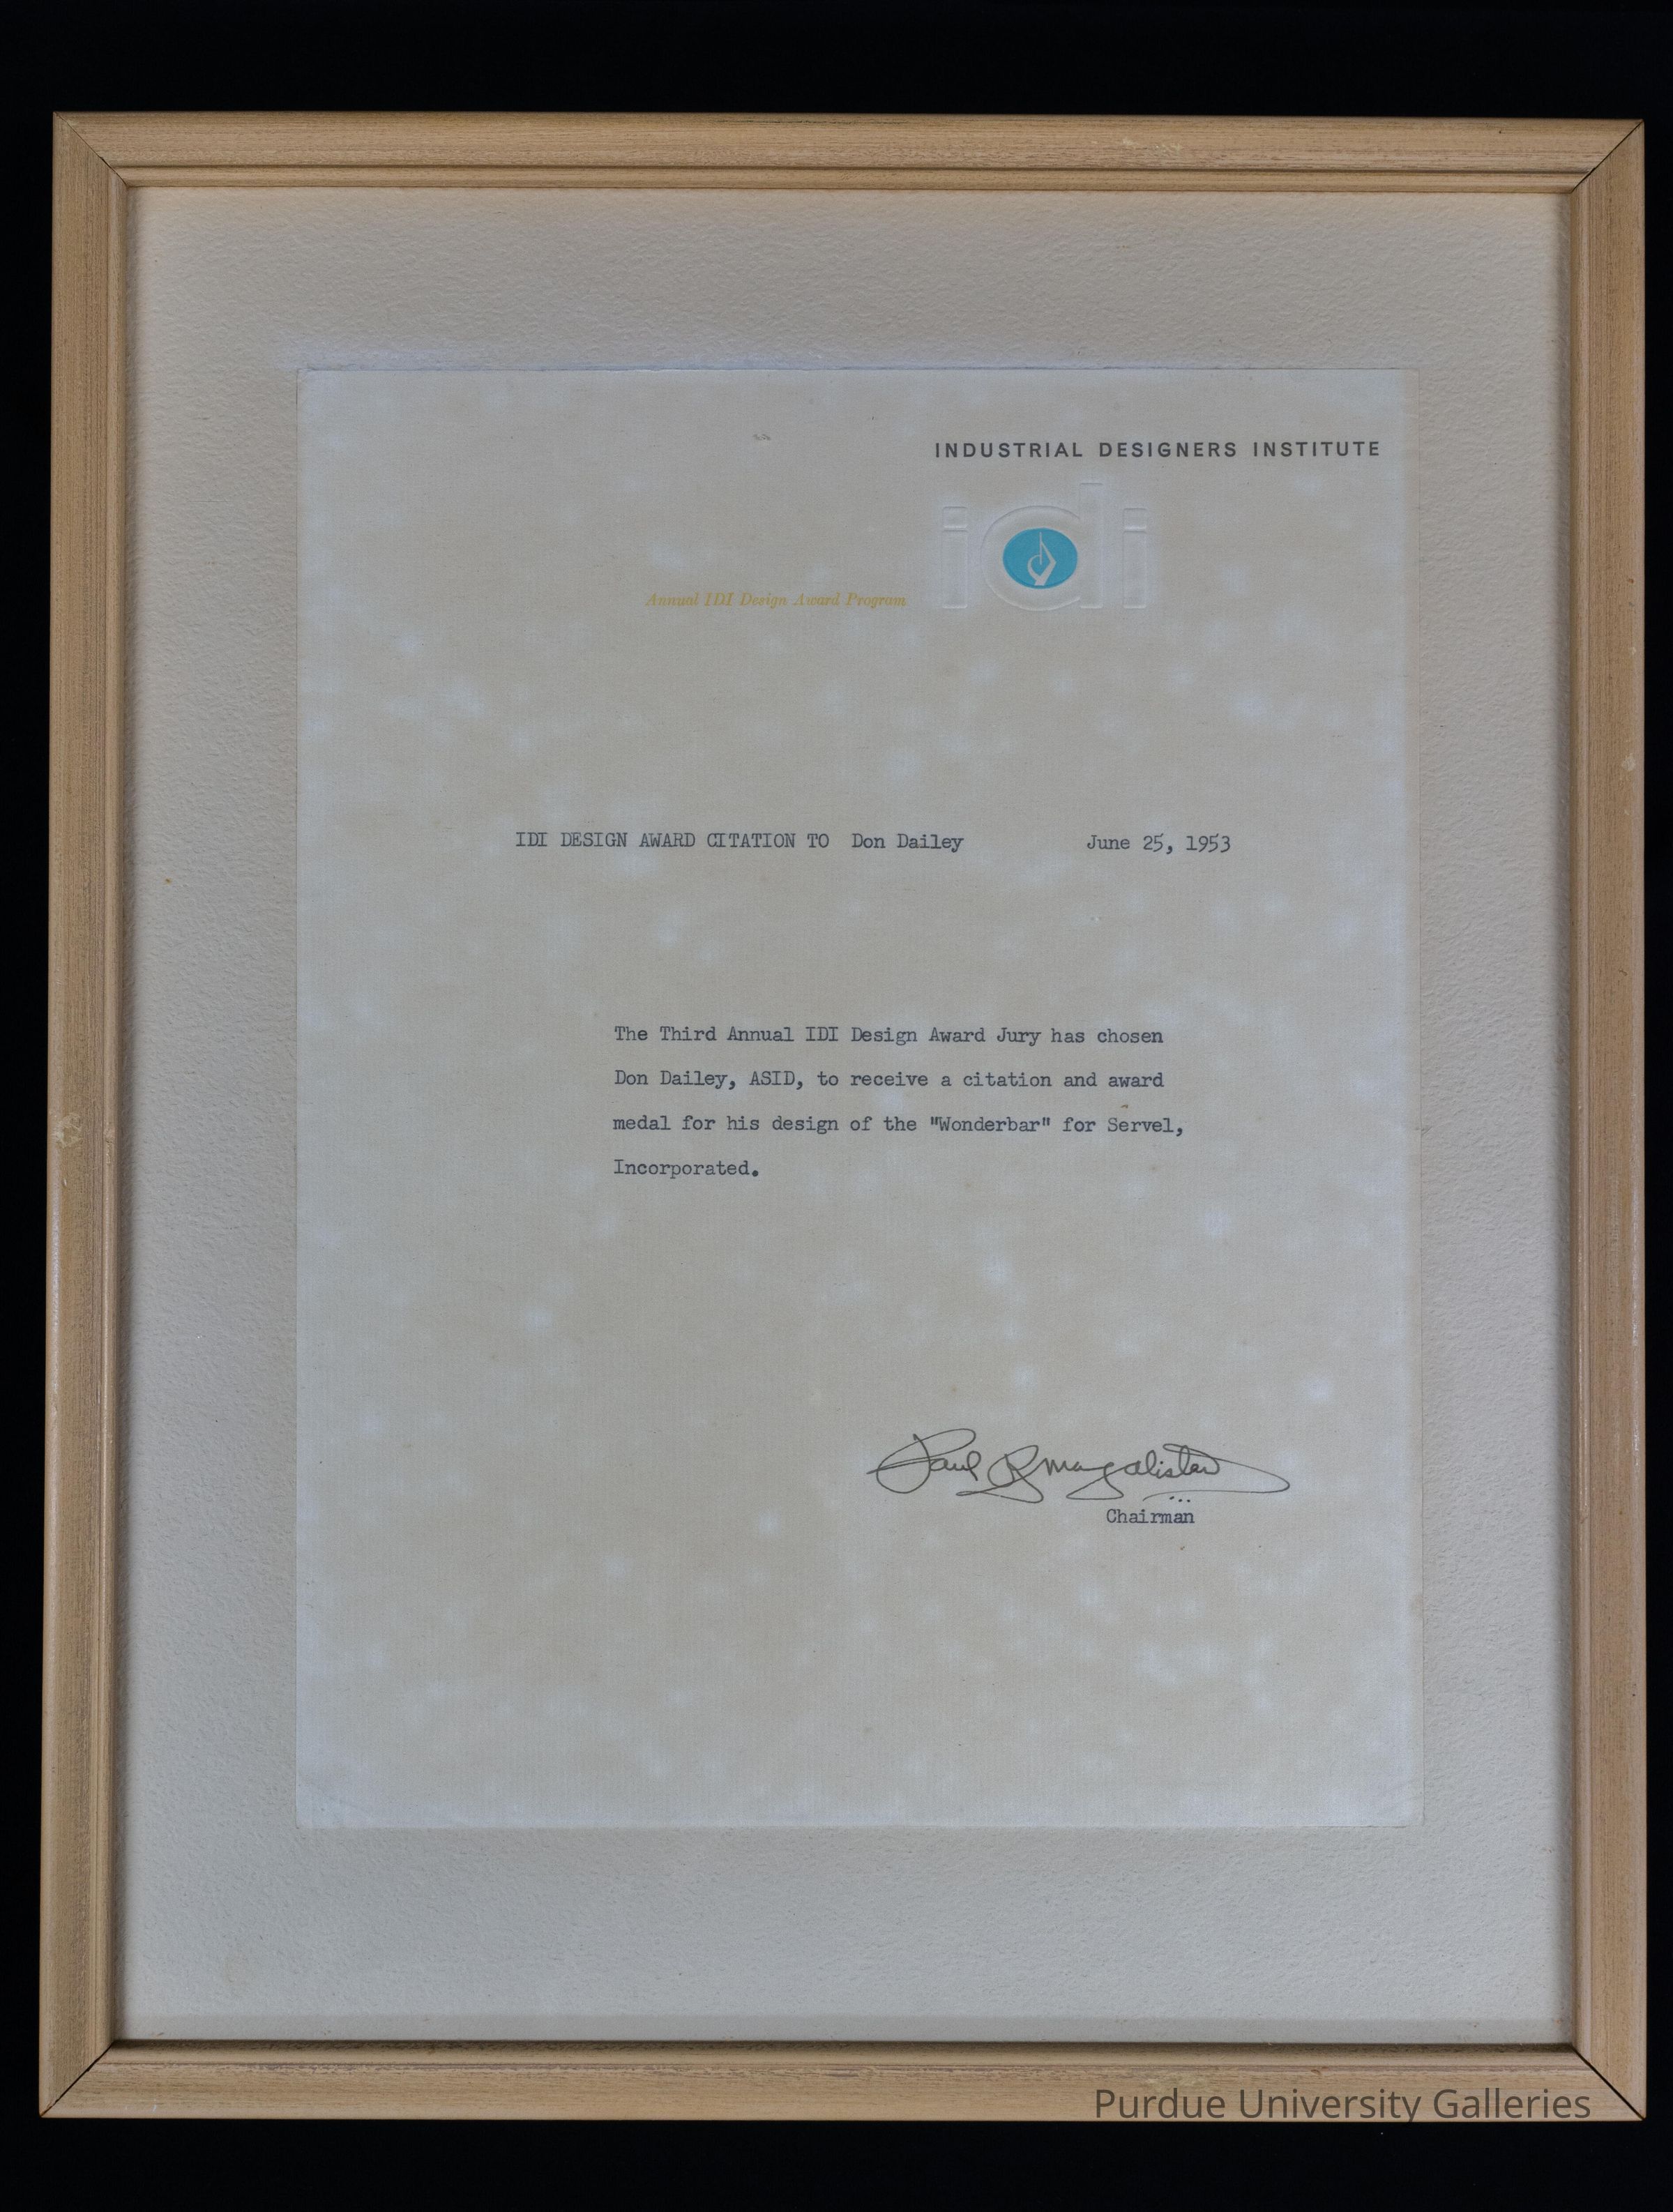 INDUSTRIAL DESIGNERS INSTITUTE
idi
Annual IDI Design Award Program
IDI DESIGN AWARD CITATION TO Don Dailey June 25, 1953
The Third Annual IDI Design Award Jury has chosen
Don Dailey, ASID, to receive a citation and award
medal for his design of the "Wonderbar" for Servel,
Incorporated.
Paul
Chairman
Purdue University Galleries